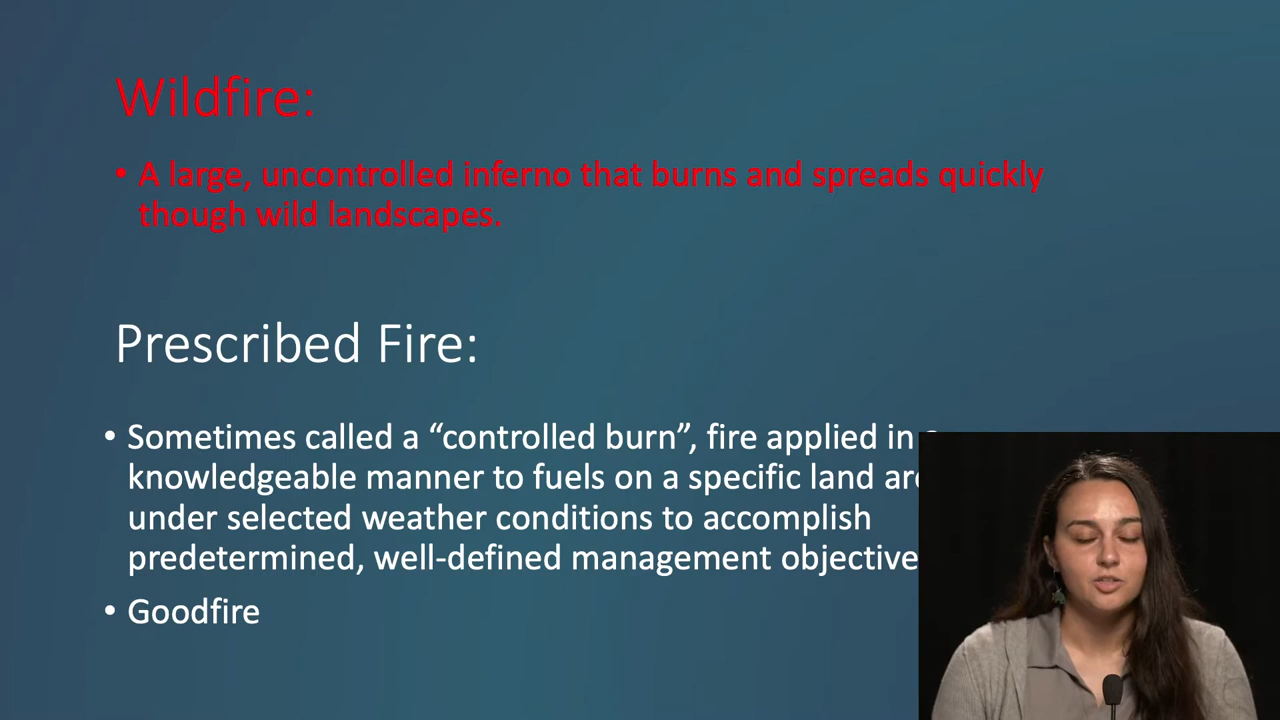 Wildfire:
• A large, uncontrolled inferno that burns and spreads quickly
though wild landscapes.
Prescribed Fire:
• Sometimes called a “controlled burn”, fire applied in
knowledgeable manner to fuels on a specific land
under selected weather conditions to accomplish
predetermined, well-defined management objective
• Goodfire